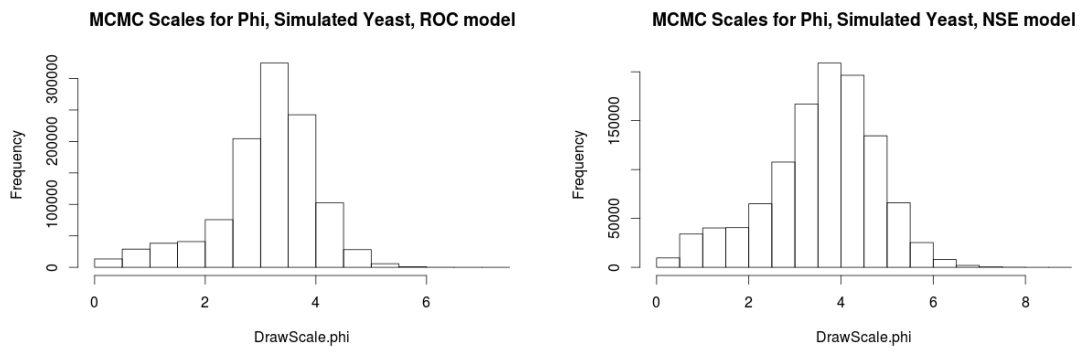 MCMC Scales for Phi, Simulated Yeast, ROC model
Frequency
300000
200000
100000
0
0 2 4 6
DrawScale.phi
MCMC Scales for Phi, Simulated Yeast, NSE model
Frequency
150000
50000
0
0 2 4 6 8
DrawScale.phi